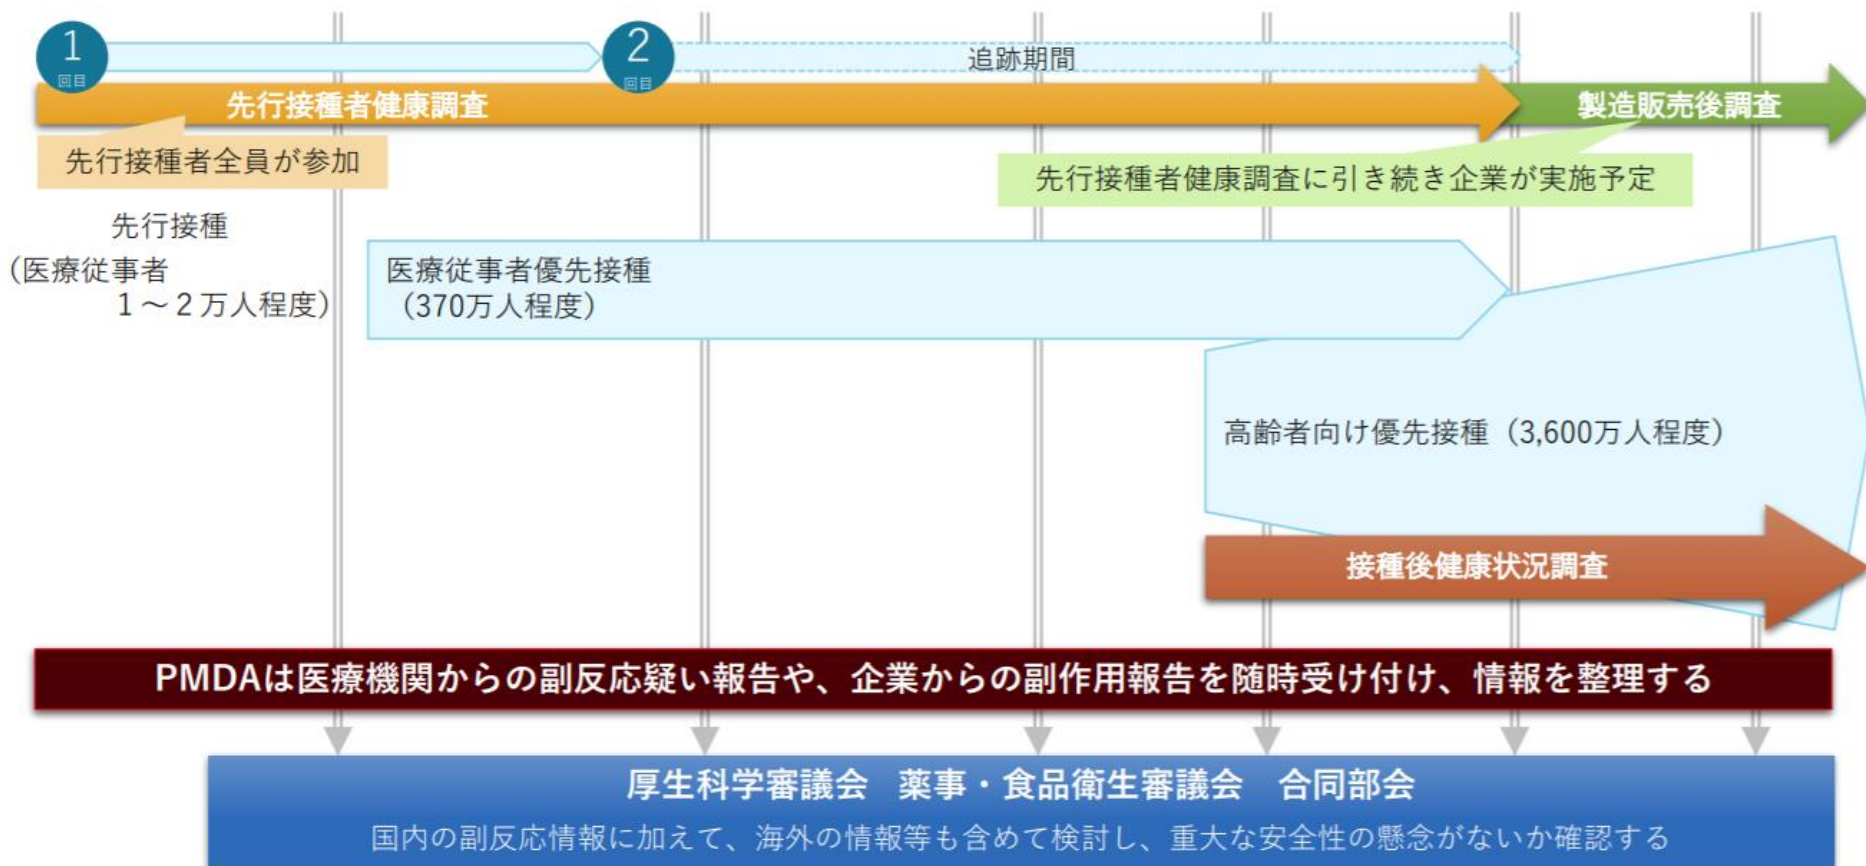 1
回目
2
回目
追跡期間
先行接種者健康調査
製造販売後調査
先行接種者全員が参加
先行接種者健康調査に引き続き企業が実施予定
先行接種
（医療従事者
１～２万人程度）
医療従事者優先接種
（370万人程度）
高齢者向け優先接種（3,600万人程度）
接種後健康状況調査
PMDAは医療機関からの副反応疑い報告や、企業からの副作用報告を随時受け付け、情報を整理する
厚生科学審議会　薬事・食品衛生審議会　合同部会
国内の副反応情報に加えて、海外の情報等も含めて検討し、重大な安全性の懸念がないか確認する